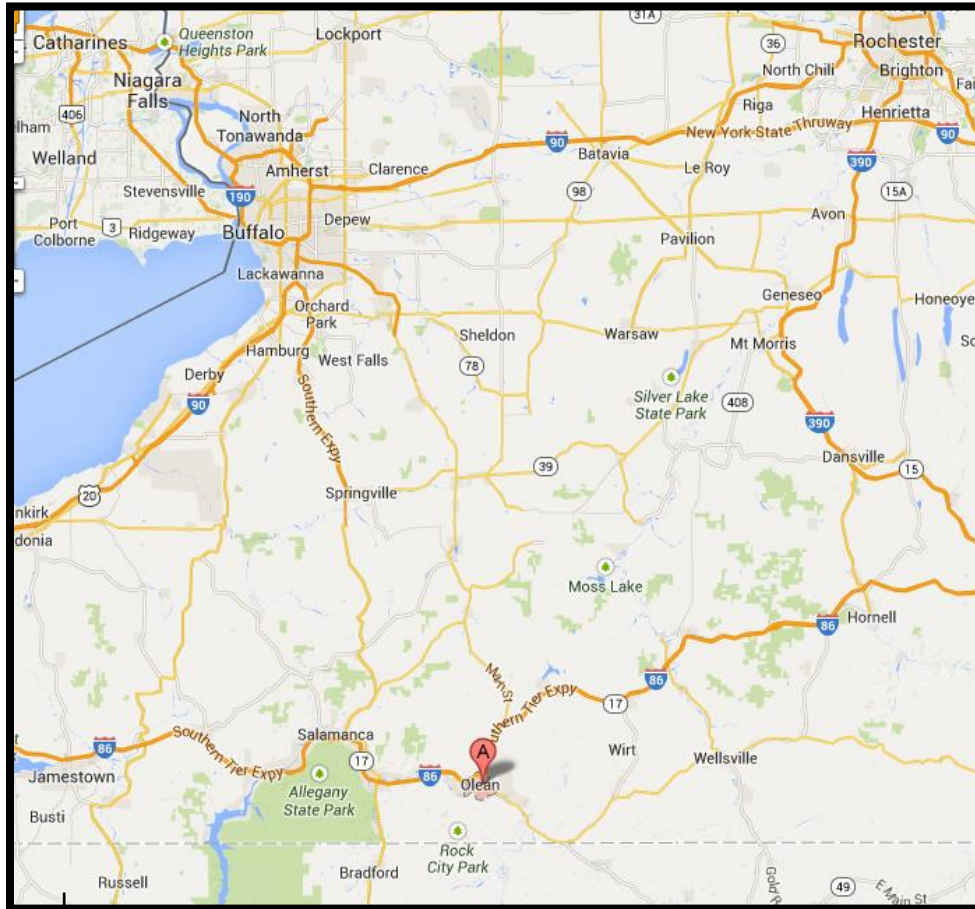 31A
Rochester
Catharines
Queenston
Heights Park
Lockport
36
North Chili
Brighton
Niagara
Falls
Riga
Henrietta
406
North
Tonawanda
New York State Thruway
90
90
Welland
Amherst
Clarence
Batavia
Le Roy
390
Stevensville
190
98
15A
Port
Colborne
3
Ridgeway
Buffalo
Depew
Avon
Pavilion
Lackawanna
Geneseo
Honeoye
Orchard
Park
Sheldon
Warsaw
Mt Morris
Hamburg
West Falls
78
Derby
Silver Lake
State Park
408
90
Southern Expy
390
Dansville
39
15
20
Springville
Moss Lake
Hornell
86
Main St
86
17
Southern Tier Expy
86
Southern Tier Expy
Salamanca
17
Wirt
Wellsville
A
Jamestown
86
Olean
Allegany
State Park
Busti
Rock
City Park
Bradford
Russell
49
E Main St